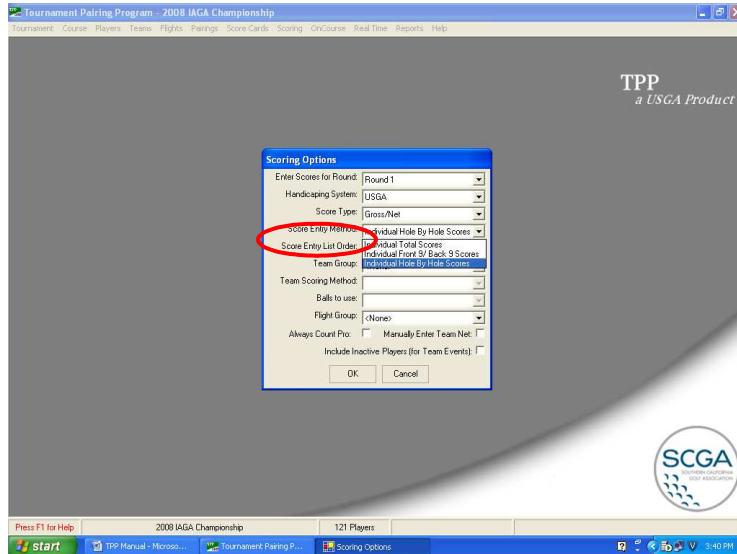 Tournament Pairing Program - 2008 IAGA Championship
Tournament Course Players Teams Flights Pairings Score Cards Scoring OnCourse Real Time Reports Help
TPP
a USGA Product
Scoring Options
Enter Scores for Round: Round 1
Handicaping System: USGA
Score Type: Gross/Net
Score Entry Method: Individual Hole By Hole Scores
Score Entry List Order: Individual Total Scores
Individual Front 9/ Back 9 Scores
Team Group: Individual Hole By Hole Scores
Team Scoring Method:
Balls to use:
Flight Group: <None>
Always Count Pro: Manually Enter Team Net:
Include Inactive Players (for Team Events):
OK Cancel
SCGA
SOUTHERN CALIFORNIA
GOLF ASSOCIATION
Press F1 for Help 2008 IAGA Championship 121 Players
start TPP Manual - Microso... Tournament Pairing P... Scoring Options V 3:40 PM